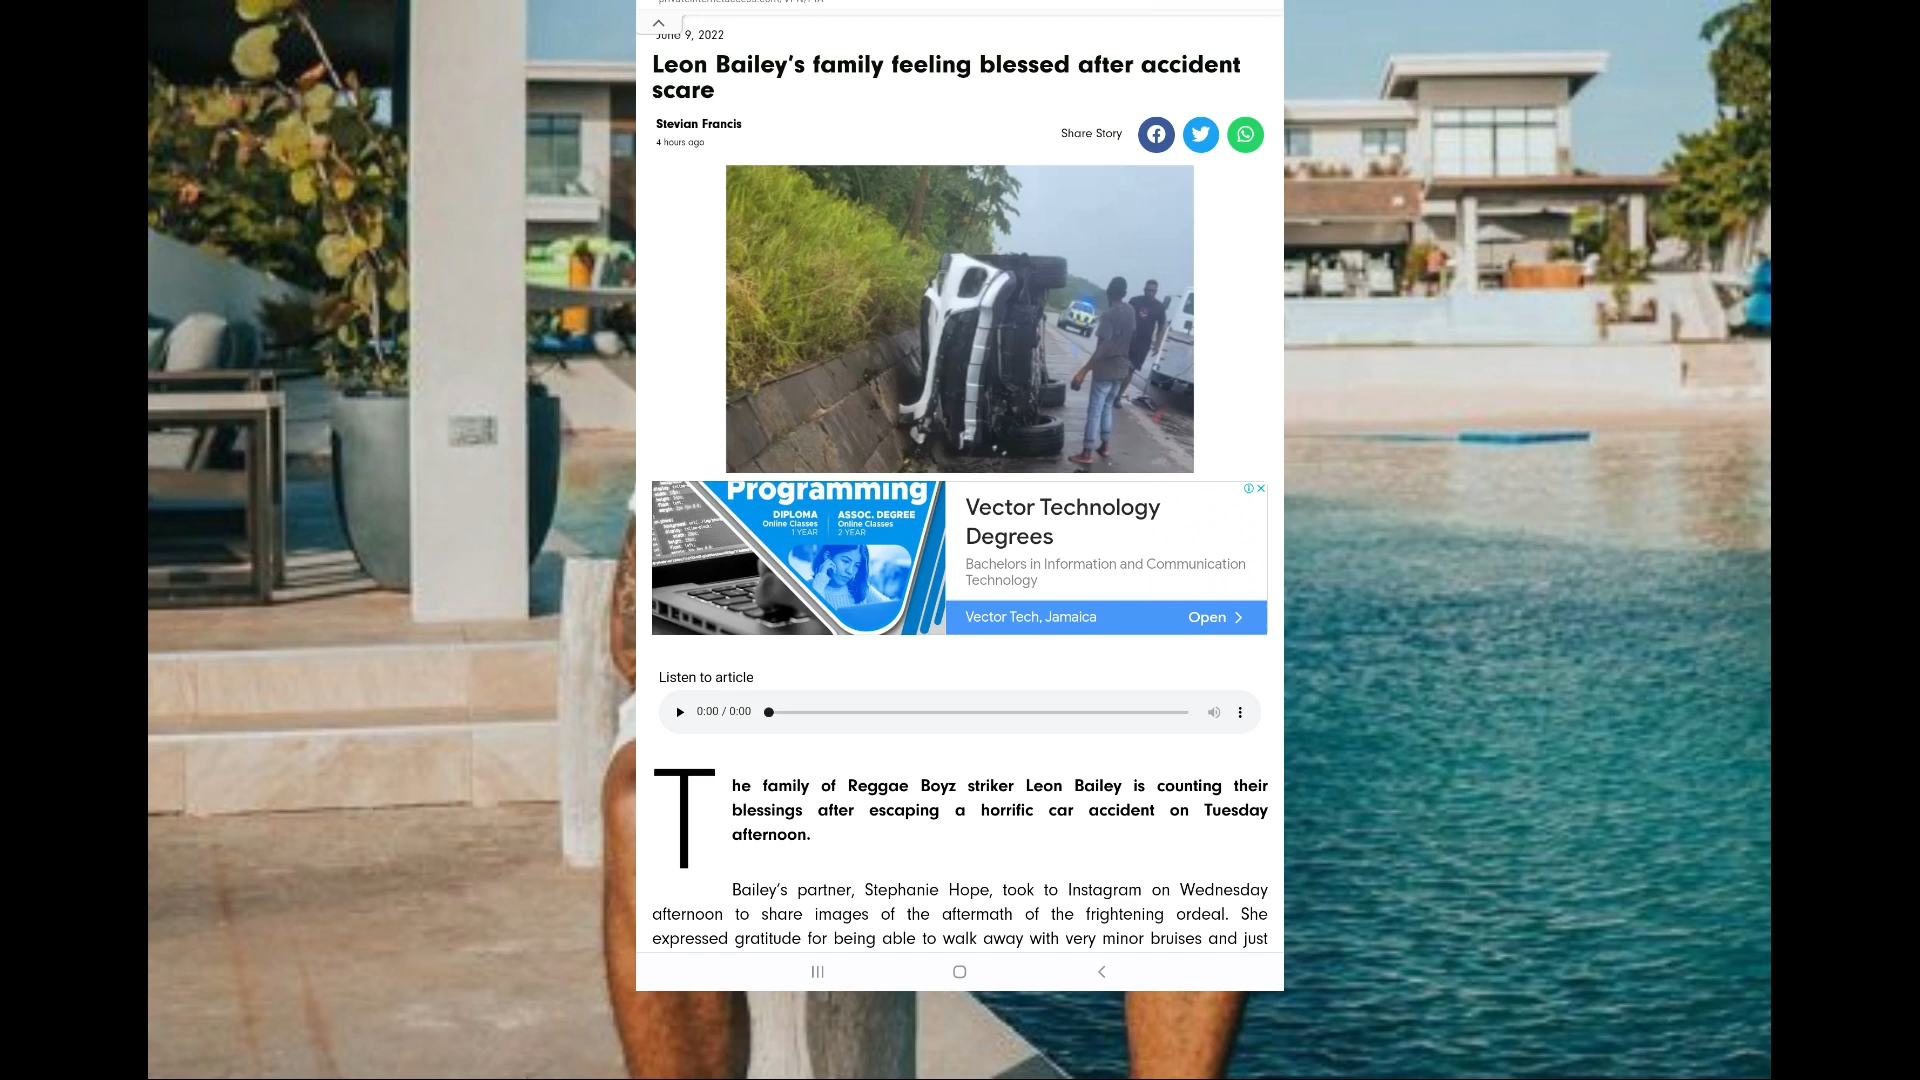 June 9, 2022
Leon Bailey's family feeling blessed after accident
scare
Stevian Francis
4 hours ago
Share Story
Programming
DIPLOMA
Online Classes
1 YEAR
ASSOC. DEGREE
Online Classes
2 YEAR
Vector Technology
Degrees
Bachelors in Information and Communication
Technology
Vector Tech, Jamaica
Open
Listen to article
0:00 / 0:00
The family of Reggae Boyz striker Leon Bailey is counting their
blessings after escaping a horrific car accident on Tuesday
afternoon.
Bailey's partner, Stephanie Hope, took to Instagram on Wednesday
afternoon to share images of the aftermath of the frightening ordeal. She
expressed gratitude for being able to walk away with very minor bruises and just